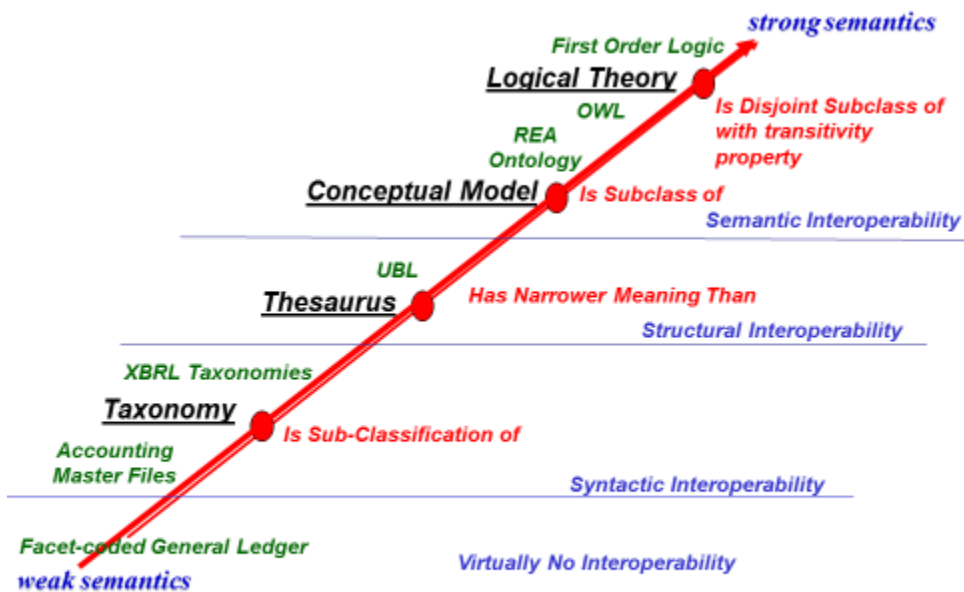 strong semantics
First Order Logic
Logical Theory
OWL
Is Disjoint Subclass of
with transitivity
property
REA
Ontology
Conceptual Model
Is Subclass of
Semantic Interoperability
UBL
Thesaurus
Has Narrower Meaning Than
Structural Interoperability
XBRL Taxonomies
Taxonomy
Is Sub-Classification of
Accounting
Master Files
Syntactic Interoperability
Facet-coded General Ledger
Virtually No Interoperability
weak semantics